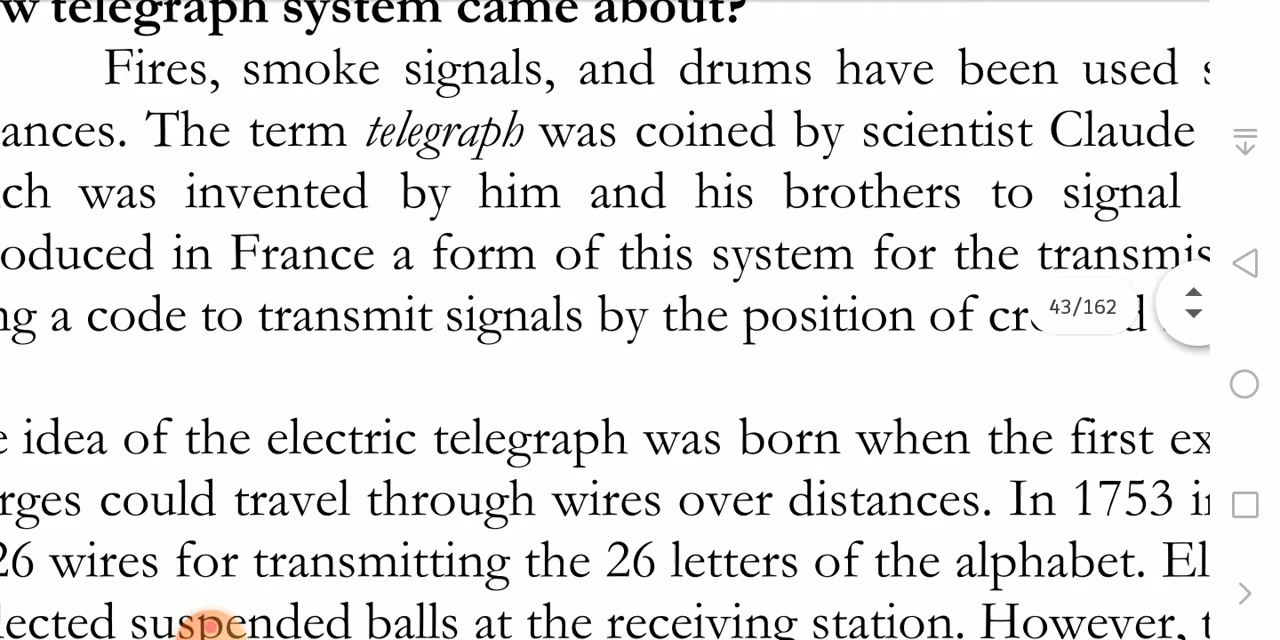 w telegraph system came about?
Fires, smoke signals, and drums have been used s
ances. The term telegraph was coined by scientist Claude
ch was invented by him and his brothers to signal
oduced in France a form of this system for the transmis
ng a code to transmit signals by the position of cr d
43/162
e idea of the electric telegraph was born when the first ex
rges could travel through wires over distances. In 1753 in
26 wires for transmitting the 26 letters of the alphabet. El
lected suspended balls at the receiving station. However, t